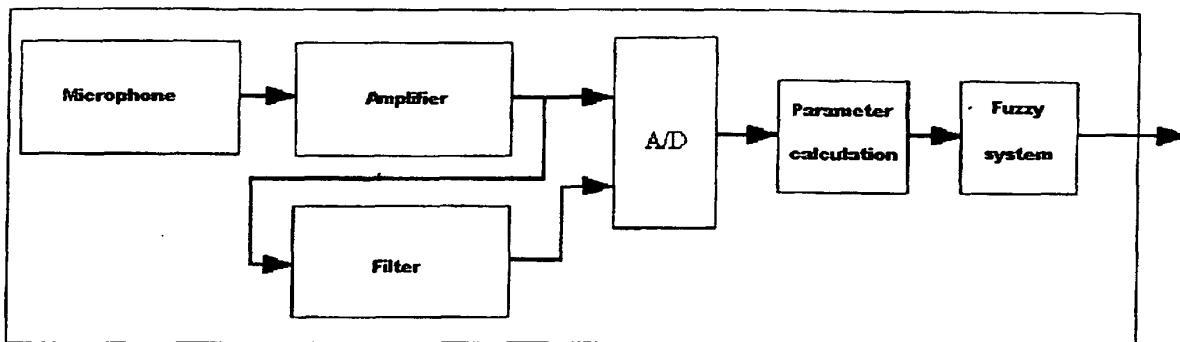 Microphone
Amplifier
A/D
Parameter
calculation
Fuzzy
system
Filter